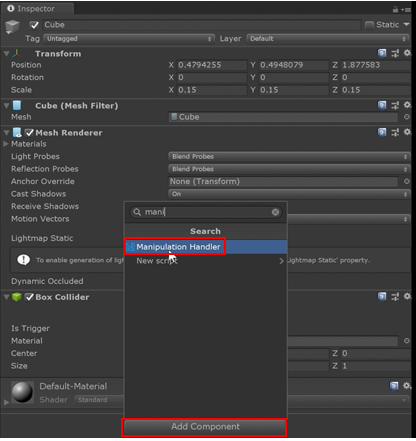 Inspector
Cube
Static
Tag Untagged Layer Default
Transform
Position X 0.4794255 Y 0.4948079 Z 1.877583
Rotation X 0 Y 0 Z 0
Scale X 0.15 Y 0.15 Z 0.15
Cube (Mesh Filter)
Mesh Cube
Mesh Renderer
Materials
Light Probes Blend Probes
Reflection Probes Blend Probes
Anchor Override None (Transform)
Cast Shadows On
Receive Shadows
Motion Vectors
mani
Search
Manipulation Handler
New script
Lightmap Static
To enable generation of ligh Lightmap Static' property.
Dynamic Occluded
Box Collider
Is Trigger
Material
Center Z 0
Size Z 1
Default-Material
Shader Standard
Add Component